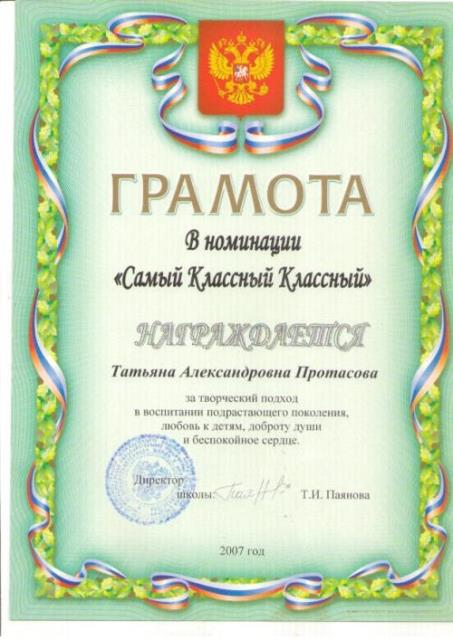 ГРАМОТА
В номинации
«Самый Классный Классный»
НАГРАЖДАЕТСЯ
Татьяна Александровна Протасова
за творческий подход
в воспитании подрастающего поколения,
любовь к детям, доброту души
и беспокойное сердце.
Директор
школы:
Т.И. Паянова
2007 год